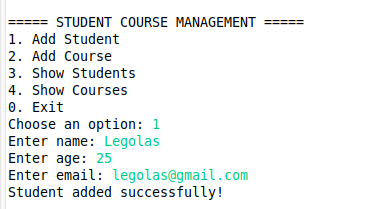 ===== STUDENT COURSE MANAGEMENT =====
1. Add Student
2. Add Course
3. Show Students
4. Show Courses
0. Exit
Choose an option: 1
Enter name: Legolas
Enter age: 25
Enter email: legolas@gmail.com
Student added successfully!